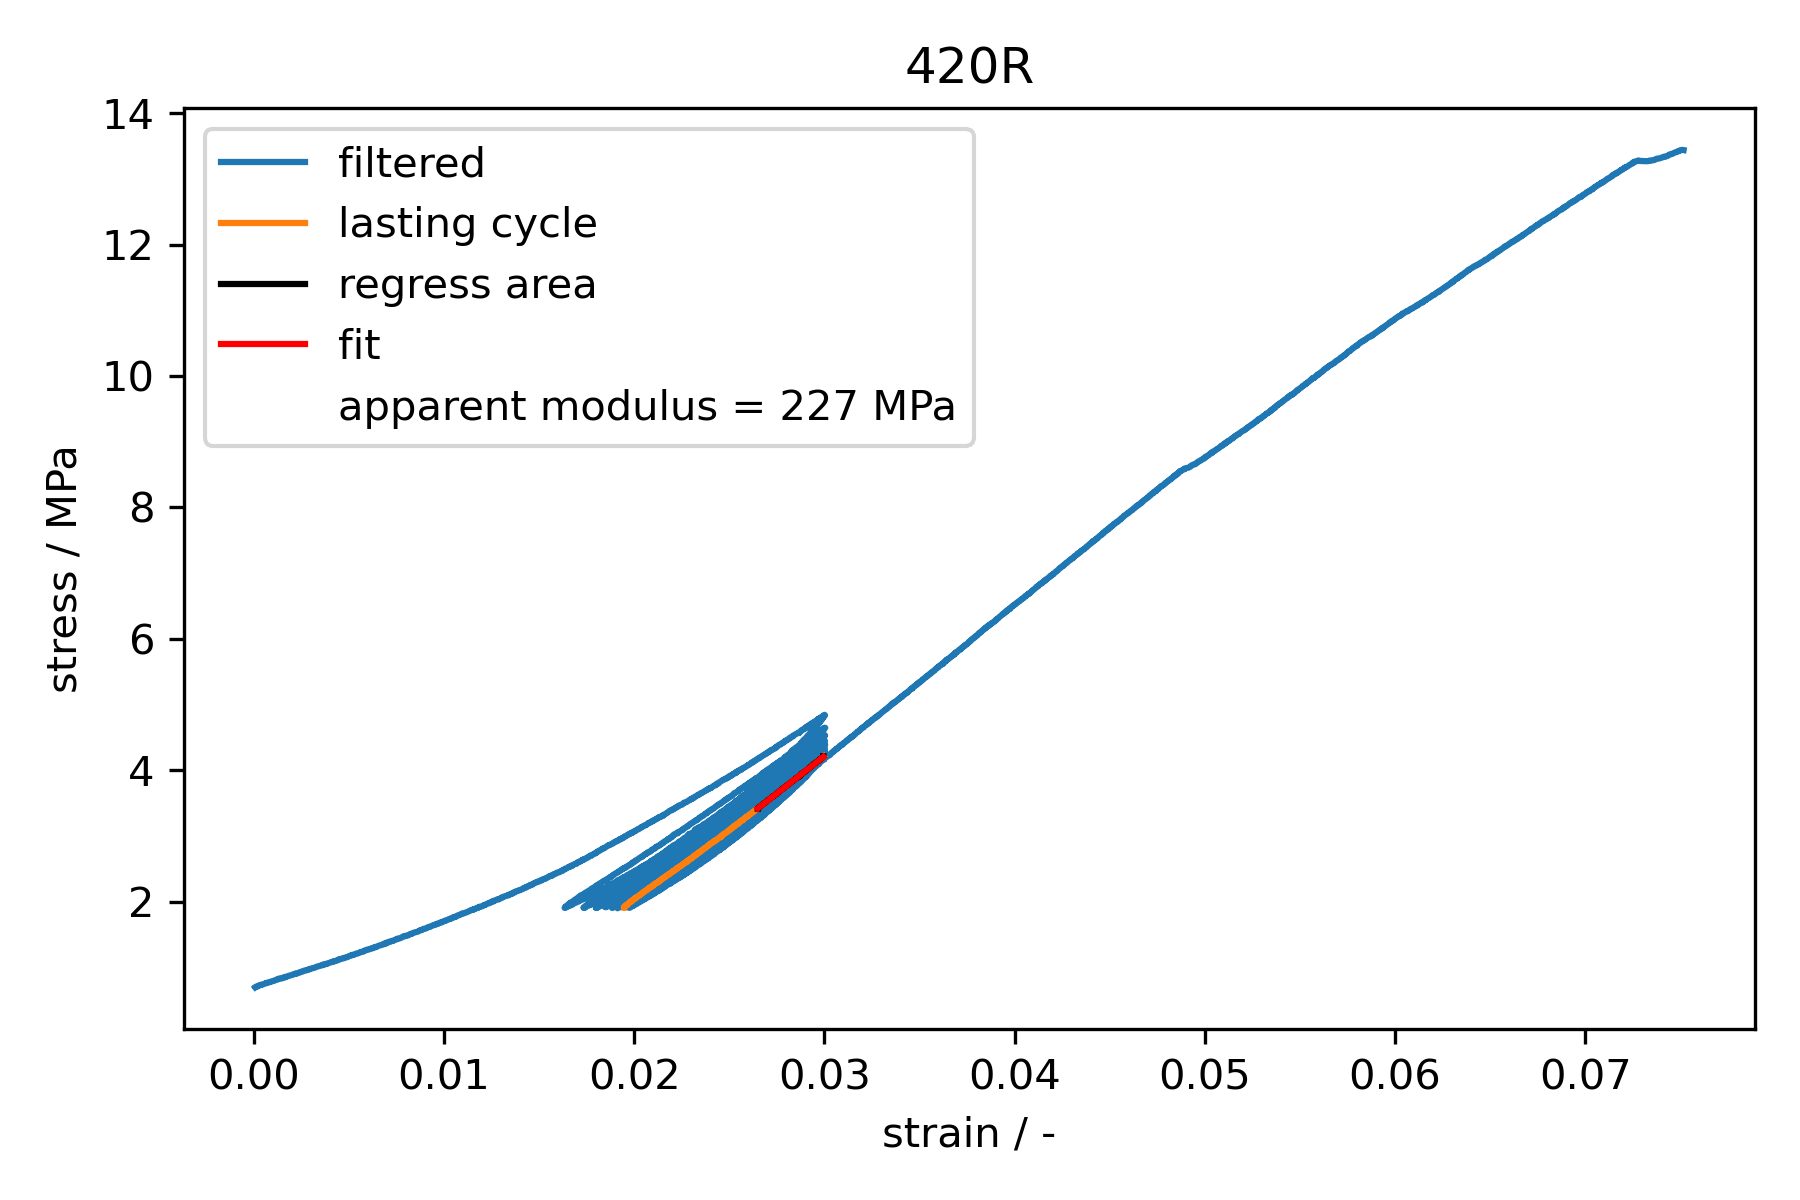 420R
14
12
10
8
6
4
2
stress / MPa
filtered
lasting cycle
regress area
fit
apparent modulus = 227 MPa
0.00 0.01 0.02 0.03 0.04 0.05 0.06 0.07
strain / -